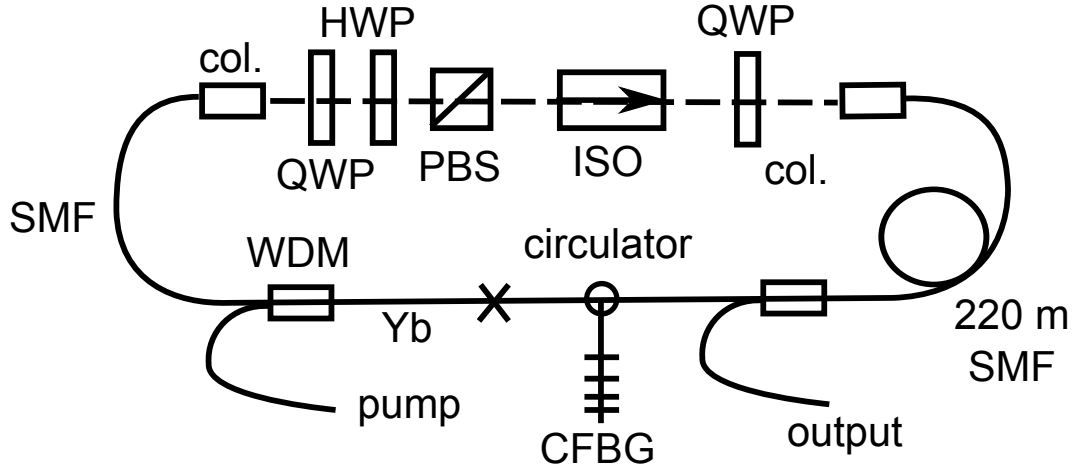 HWP
QWP
col.
QWP
PBS
ISO
col.
SMF
WDM
circulator
Yb
220 m
SMF
pump
CFBG
output